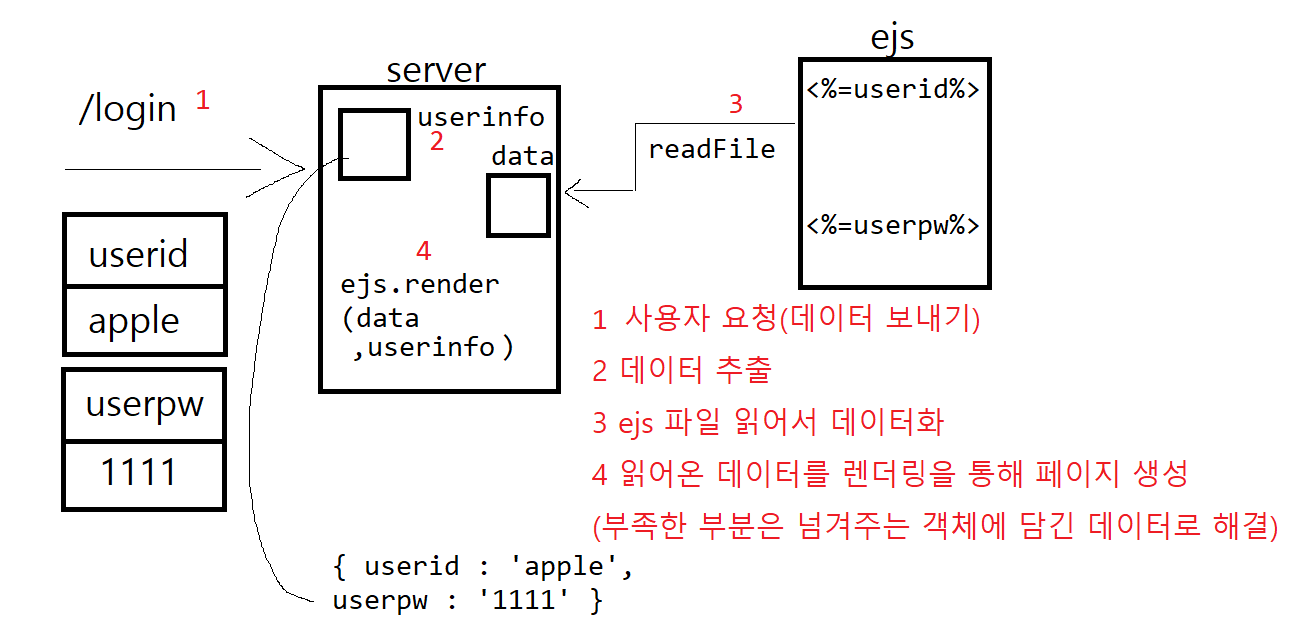 /login 1
userid
apple
userpw
1111
server
userinfo
2
data
4
ejs.render
(data
,userinfo)
{ userid : 'apple',
userpw : '1111' }
3
readFile
ejs
<%=userid%>
<%=userpw%>
1 사용자 요청(데이터 보내기)
2 데이터 추출
3 ejs 파일 읽어서 데이터화
4 읽어온 데이터를 렌더링을 통해 페이지 생성
(부족한 부분은 넘겨주는 객체에 담긴 데이터로 해결)